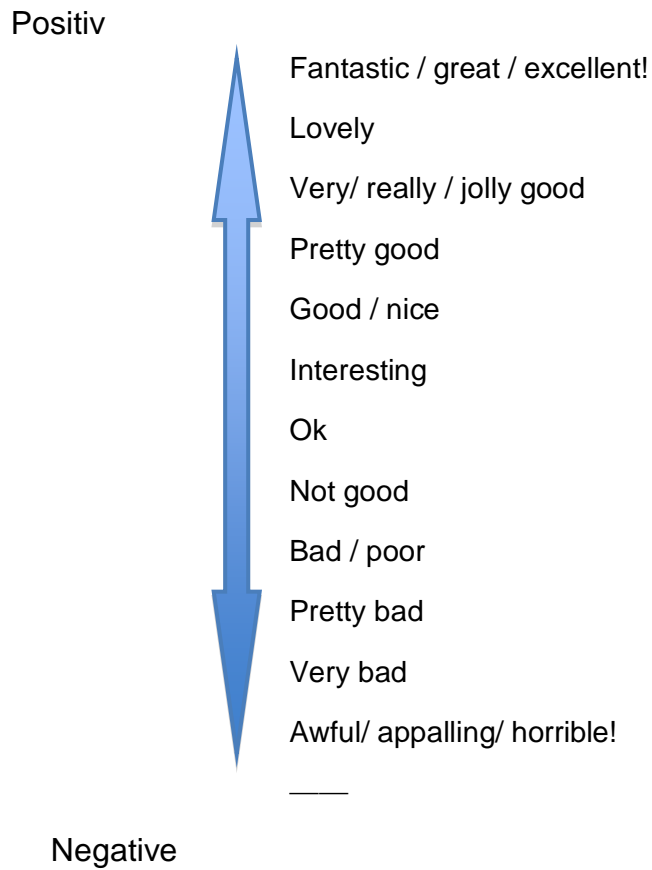 Positiv
Fantastic / great / excellent!
Lovely
Very/ really / jolly good
Pretty good
Good / nice
Interesting
Ok
Not good
Bad / poor
Pretty bad
Very bad
Awful/ appalling/ horrible!
____
Negative